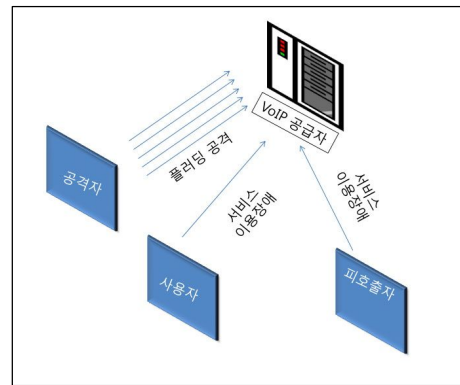 VoIP 공급자
공격자
플러딩 공격
사용자
서비스
이용장애
피호출자
서비스
이용장애